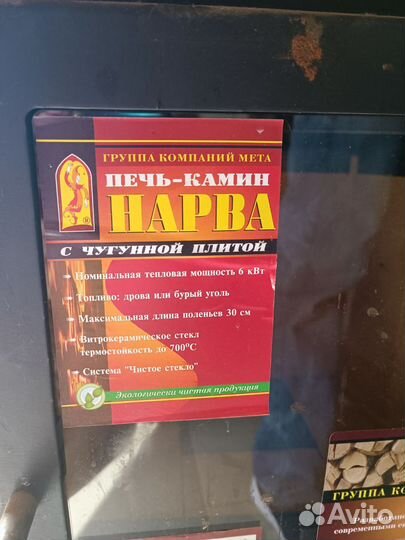 ГРУППА КОМПАНИЙ МЕТА
ПЕЧЬ-КАМИН
НАРВА
С ЧУГУННОЙ ПЛИТОЙ
Номинальная тепловая мощность 6 кВт
Топливо: дрова или бурый уголь
Максимальная длина поленьев 30 см
Витрокерамическое стекл
термостойкость до 700°С
Система "Чистое стекло"
Экологически чистая продукция
ГРУППА КО
современными
Avito